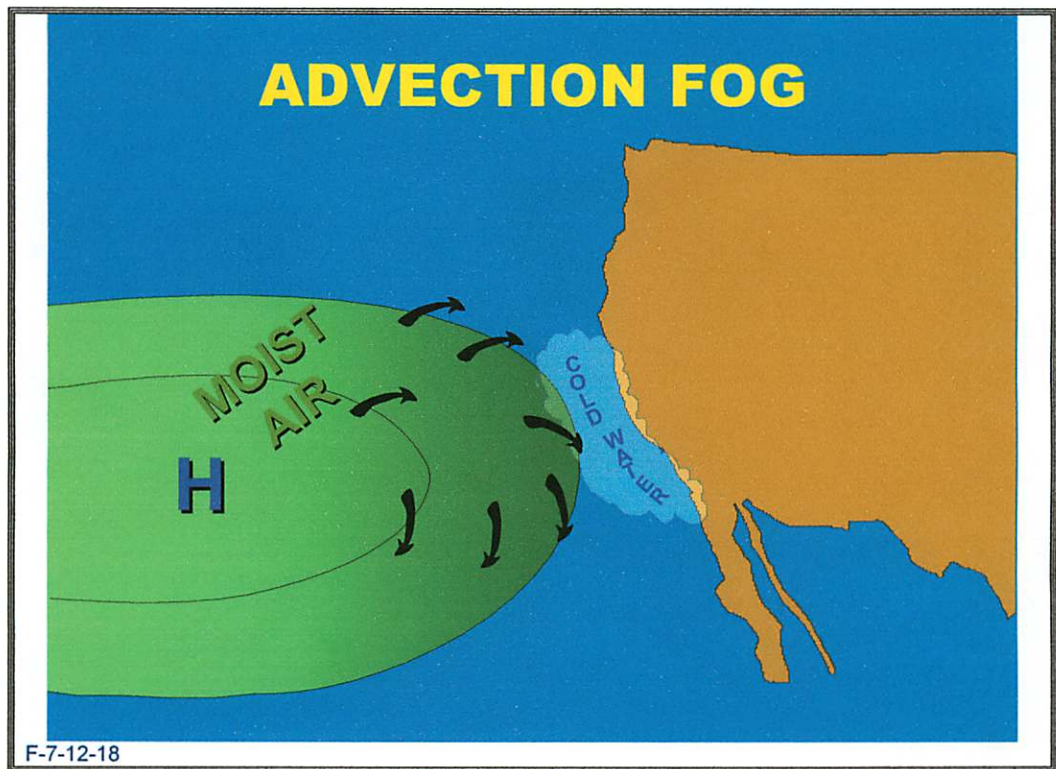 ADVECTION FOG
MOIST
AIR
H
COLD WATER
F-7-12-18